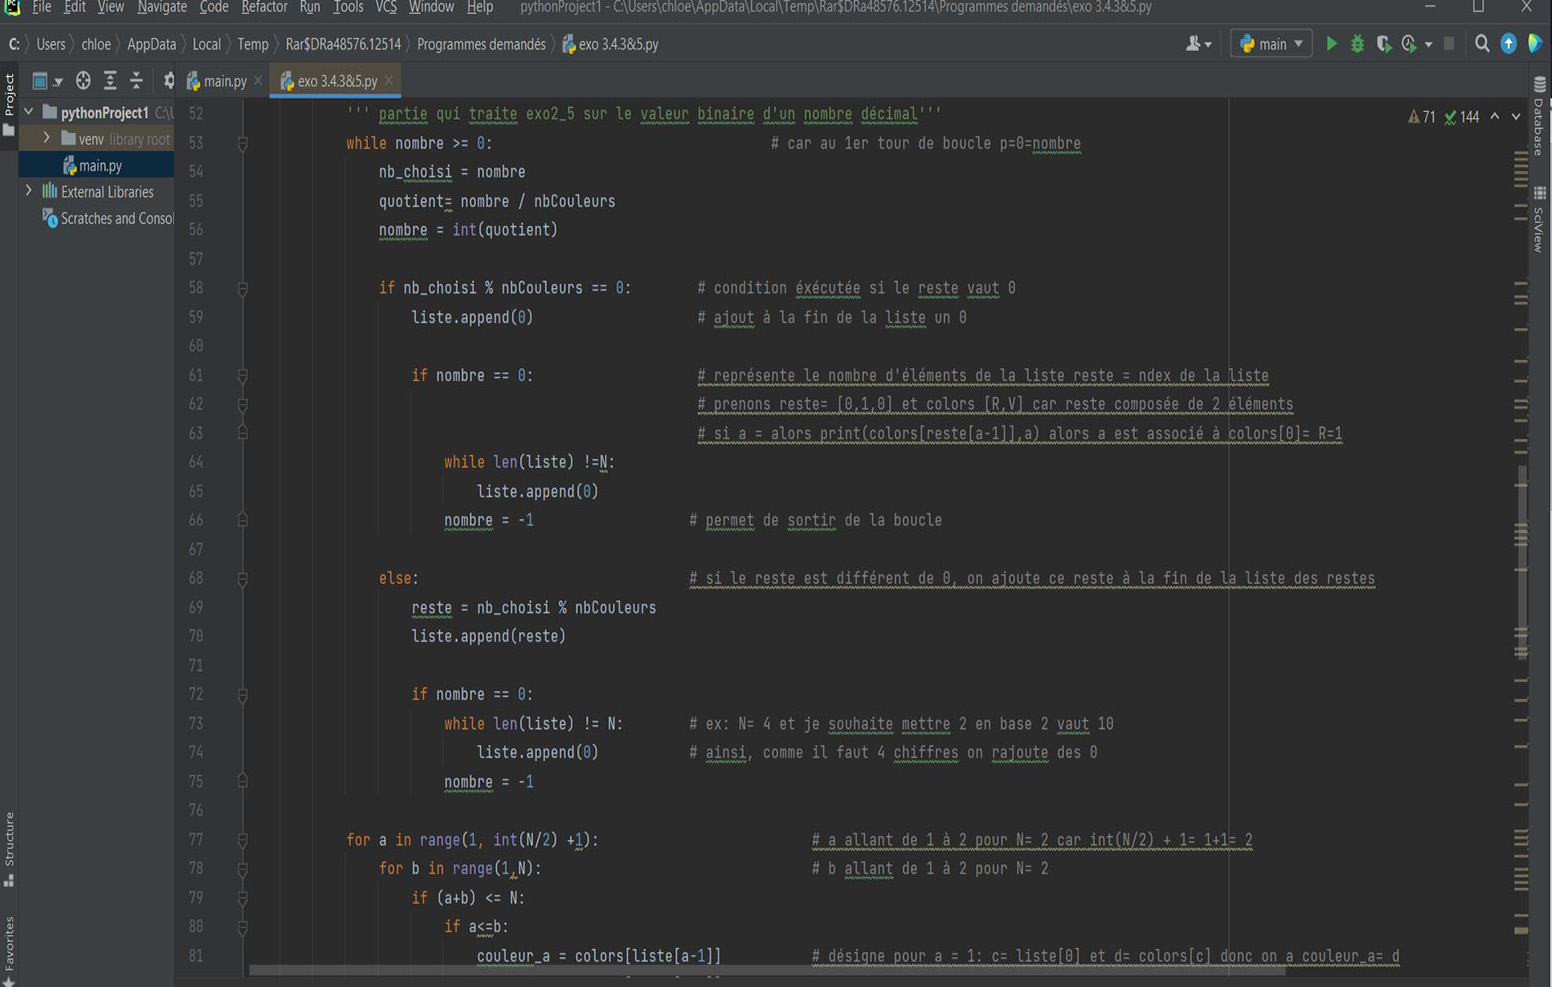 File Edit View Navigate Code Refactor Run Tools VCS Window Help pythonProject1 - C:\Users\chloe\AppData\Local\Temp\Rar$DRa48576.12514\Programmes demandés\exo 3.4.3&5.py
C: Users chloe AppData Local Temp Rar$DRa48576.12514 Programmes demandés exo 3.4.3&5.py main
main.py exo 3.4.3&5.py
Project
pythonProject1 C:\
venv library root
main.py
External Libraries
Scratches and Consol
Structure
Favorites
71 144
Database
SciView
52 ''' partie qui traite exo2_5 sur le valeur binaire d'un nombre décimal'''
53 while nombre >= 0: # car au 1er tour de boucle p=0=nombre
54 nb_choisi = nombre
55 quotient= nombre / nbCouleurs
56 nombre = int(quotient)
57
58 if nb_choisi % nbCouleurs == 0: # condition éxécutée si le reste vaut 0
59 liste.append(0) # ajout à la fin de la liste un 0
60
61 if nombre == 0: # représente le nombre d'éléments de la liste reste = ndex de la liste
62 # prenons reste= [0,1,0] et colors [R,V] car reste composée de 2 éléments
63 # si a = alors print(colors[reste[a-1]],a) alors a est associé à colors[0]= R=1
64 while len(liste) !=N:
65 liste.append(0)
66 nombre = -1 # permet de sortir de la boucle
67
68 else: # si le reste est différent de 0, on ajoute ce reste à la fin de la liste des restes
69 reste = nb_choisi % nbCouleurs
70 liste.append(reste)
71
72 if nombre == 0:
73 while len(liste) != N: # ex: N= 4 et je souhaite mettre 2 en base 2 vaut 10
74 liste.append(0) # ainsi, comme il faut 4 chiffres on rajoute des 0
75 nombre = -1
76
77 for a in range(1, int(N/2) +1): # a allant de 1 à 2 pour N= 2 car int(N/2) + 1= 1+1= 2
78 for b in range(1,N): # b allant de 1 à 2 pour N= 2
79 if (a+b) <= N:
80 if a<=b:
81 couleur_a = colors[liste[a-1]] # désigne pour a = 1: c= liste[0] et d= colors[c] donc on a couleur_a= d